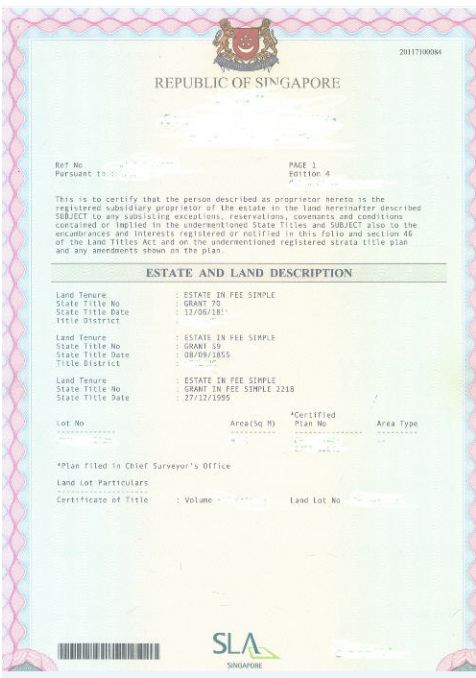 20117100084
REPUBLIC OF SINGAPORE
Ref No
Pursuant to :
PAGE 1
Edition 4
This is to certify that the person described as proprietor hereto is the
registered subsidiary proprietor of the estate in the land hereinafter described
SUBJECT to any subsisting exceptions, reservations, covenants and conditions
contained or implied in the undermentioned State Titles and SUBJECT also to the
encumbrances and interests registered or notified in this folio and section 46
of the Land Titles Act and on the undermentioned registered strata title plan
and any amendments shown on the plan.
ESTATE AND LAND DESCRIPTION
Land Tenure : ESTATE IN FEE SIMPLE
State Title No : GRANT 70
State Title Date : 12/06/185
Title District :
Land Tenure : ESTATE IN FEE SIMPLE
State Title No : GRANT 59
State Title Date : 08/09/1855
Title District :
Land Tenure : ESTATE IN FEE SIMPLE
State Title No : GRANT IN FEE SIMPLE 2218
State Title Date : 27/12/1995
Lot No Area(Sq M) *Certified Plan No Area Type
*Plan filed in Chief Surveyor's Office
Land Lot Particulars
Certificate of Title : Volume Land Lot No
SLA
SINGAPORE